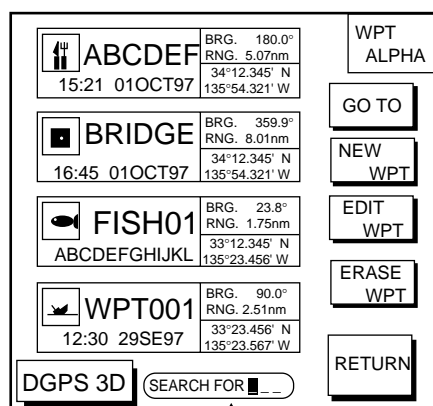 WPT
ALPHA
ABCDEF
BRG. 180.0°
RNG. 5.07nm
15:21 01OCT97
34°12.345' N
135°54.321' W
GO TO
BRIDGE
BRG. 359.9°
RNG. 8.01nm
16:45 01OCT97
34°12.345' N
135°54.321' W
NEW
WPT
FISH01
BRG. 23.8°
RNG. 1.75nm
ABCDEFGHIJKL
33°12.345' N
135°23.456' W
EDIT
WPT
WPT001
BRG. 90.0°
RNG. 2.51nm
12:30 29SE97
33°23.456' N
135°23.567' W
ERASE
WPT
RETURN
DGPS 3D
SEARCH FOR _ _